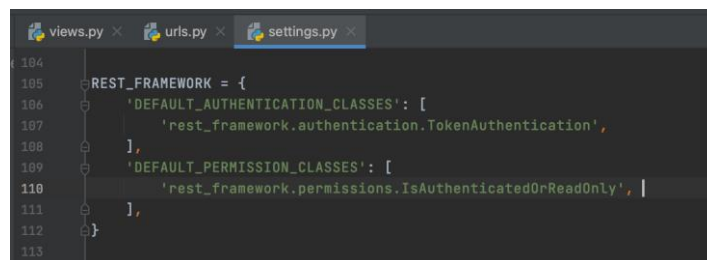 views.py × urls.py × settings.py ×
104
105 REST_FRAMEWORK = {
106 'DEFAULT_AUTHENTICATION_CLASSES': [
107 'rest_framework.authentication.TokenAuthentication',
108 ],
109 'DEFAULT_PERMISSION_CLASSES': [
110 'rest_framework.permissions.IsAuthenticatedOrReadOnly',
111 ],
112 }
113